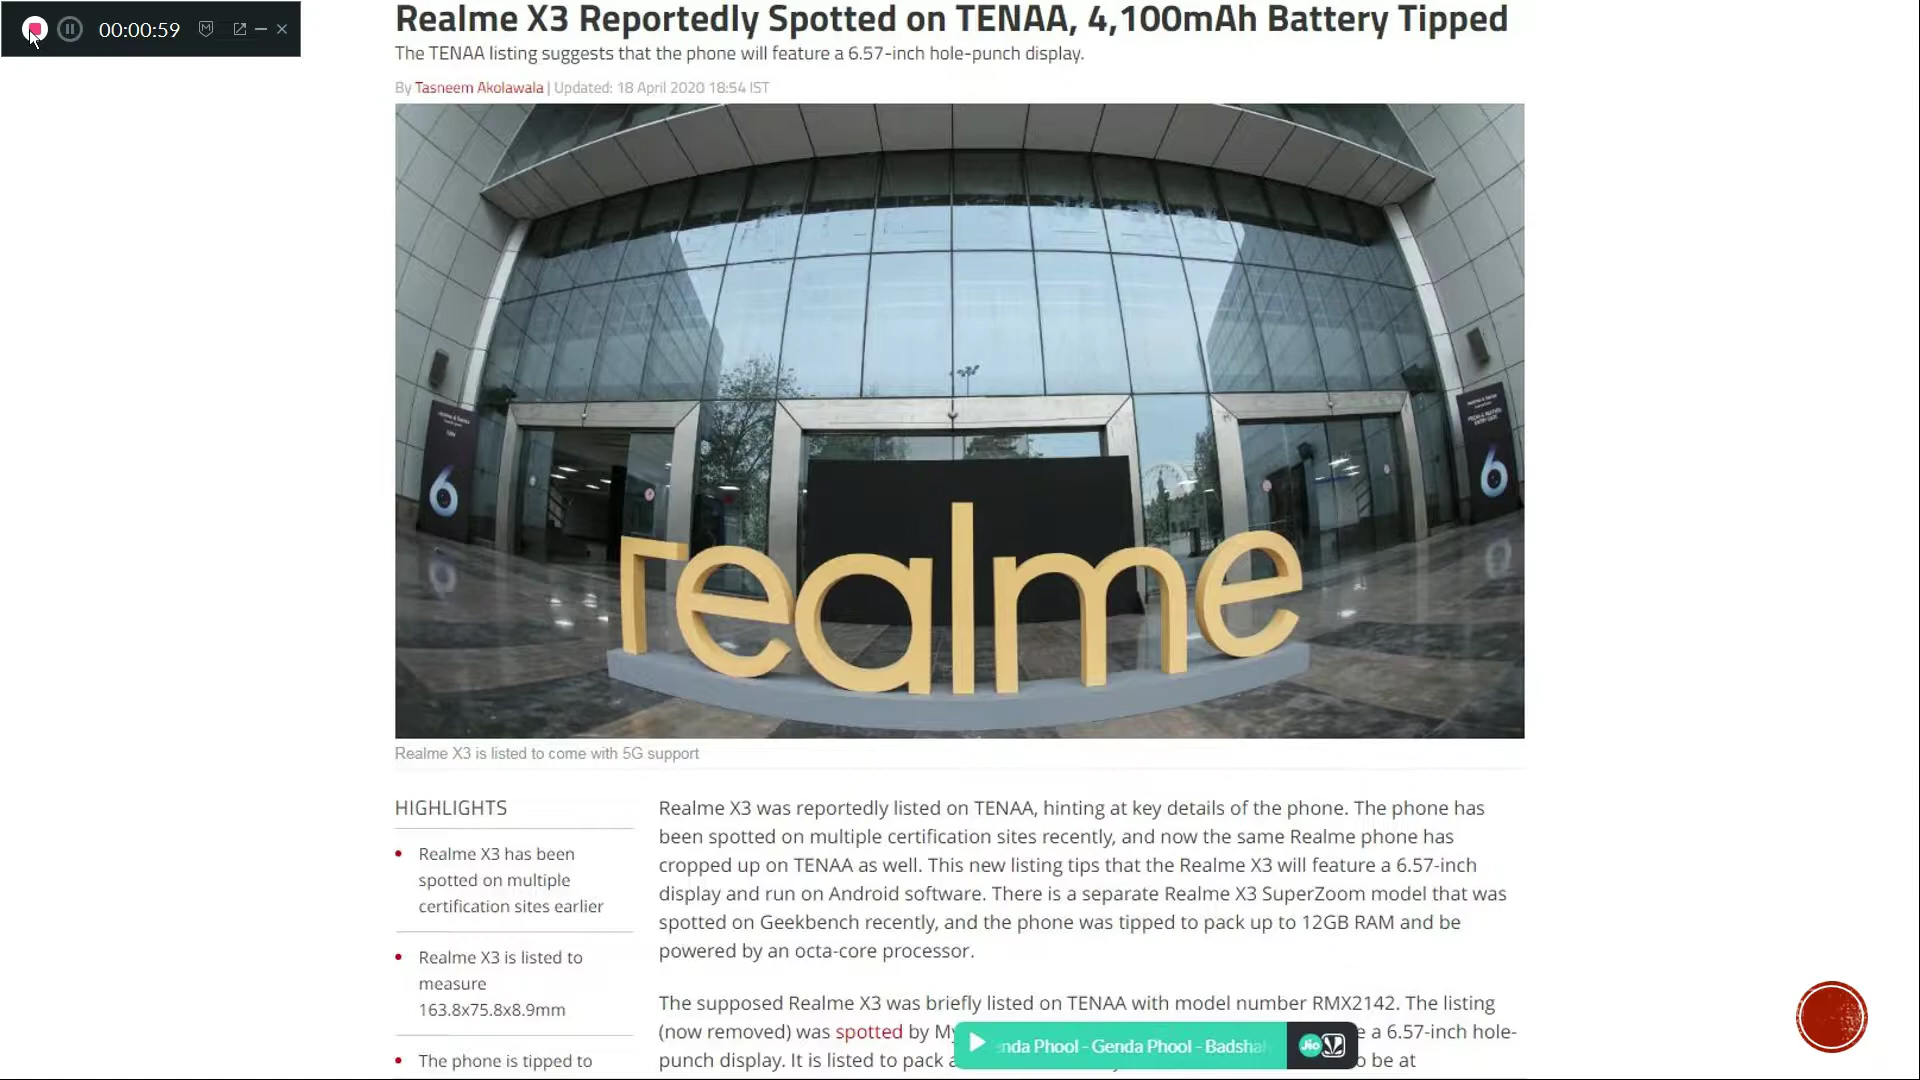 00:00:59
Realme X3 Reportedly Spotted on TENAA, 4,100mAh Battery Tipped
The TENAA listing suggests that the phone will feature a 6.57-inch hole-punch display.
By Tasneem Akolawala | Updated: 18 April 2020 18:54 IST
6
6
realme
Realme X3 is listed to come with 5G support
HIGHLIGHTS
Realme X3 has been
spotted on multiple
certification sites earlier
Realme X3 is listed to
measure
163.8x75.8x8.9mm
The phone is tipped to
Realme X3 was reportedly listed on TENAA, hinting at key details of the phone. The phone has
been spotted on multiple certification sites recently, and now the same Realme phone has
cropped up on TENAA as well. This new listing tips that the Realme X3 will feature a 6.57-inch
display and run on Android software. There is a separate Realme X3 SuperZoom model that was
spotted on Geekbench recently, and the phone was tipped to pack up to 12GB RAM and be
powered by an octa-core processor.
The supposed Realme X3 was briefly listed on TENAA with model number RMX2142. The listing
(now removed) was spotted by a 6.57-inch hole-
punch display. It is listed to pack be at
Genda Phool - Genda Phool -
Jio